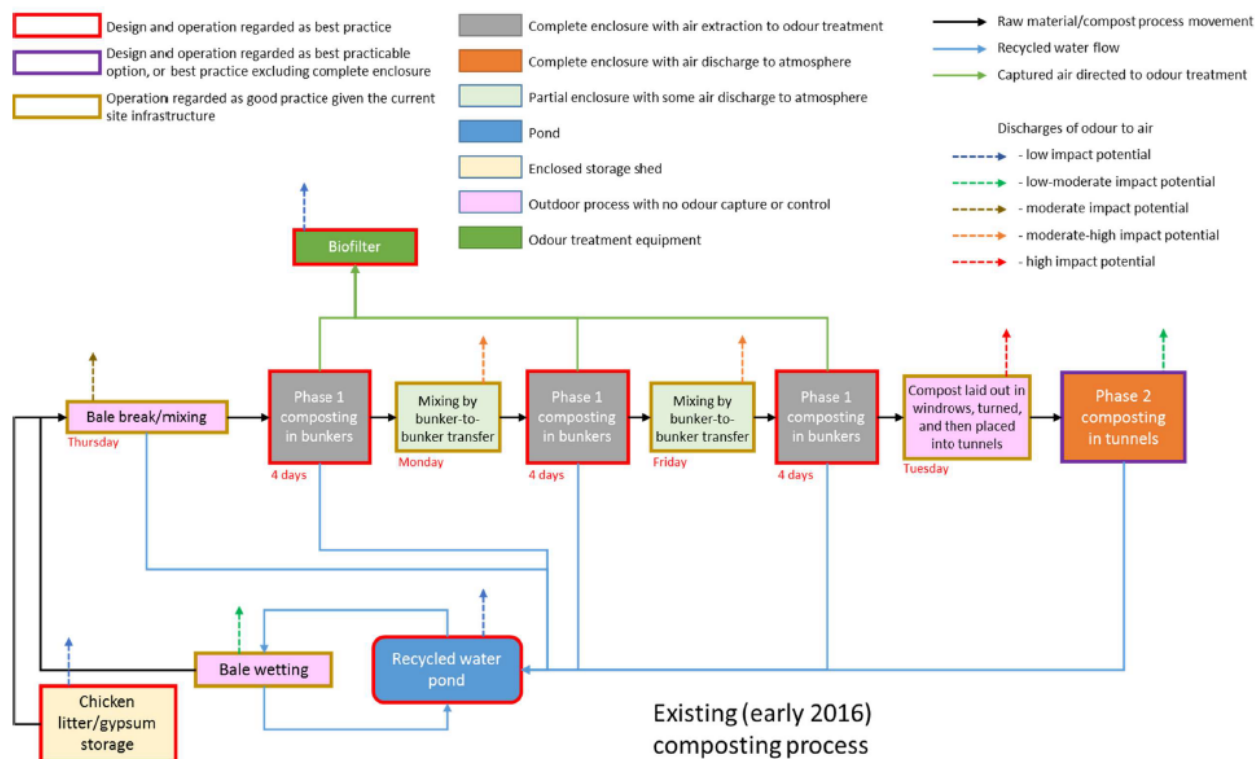 Design and operation regarded as best practice
Design and operation regarded as best practicable
option, or best practice excluding complete enclosure
Operation regarded as good practice given the current
site infrastructure
Complete enclosure with air extraction to odour treatment
Complete enclosure with air discharge to atmosphere
Partial enclosure with some air discharge to atmosphere
Pond
Enclosed storage shed
Outdoor process with no odour capture or control
Odour treatment equipment
Raw material/compost process movement
Recycled water flow
Captured air directed to odour treatment
Discharges of odour to air
- low impact potential
- low-moderate impact potential
- moderate impact potential
- moderate-high impact potential
- high impact potential
Biofilter
Bale break/mixing
Thursday
Phase 1
composting
in bunkers
4 days
Mixing by
bunker-to-
bunker transfer
Monday
Phase 1
composting
in bunkers
4 days
Mixing by
bunker-to-
bunker transfer
Friday
Phase 1
composting
in bunkers
4 days
Compost laid out in
windrows, turned,
and then placed
into tunnels
Tuesday
Phase 2
composting
in tunnels
Bale wetting
Recycled water
pond
Chicken
litter/gypsum
storage
Existing (early 2016)
composting process